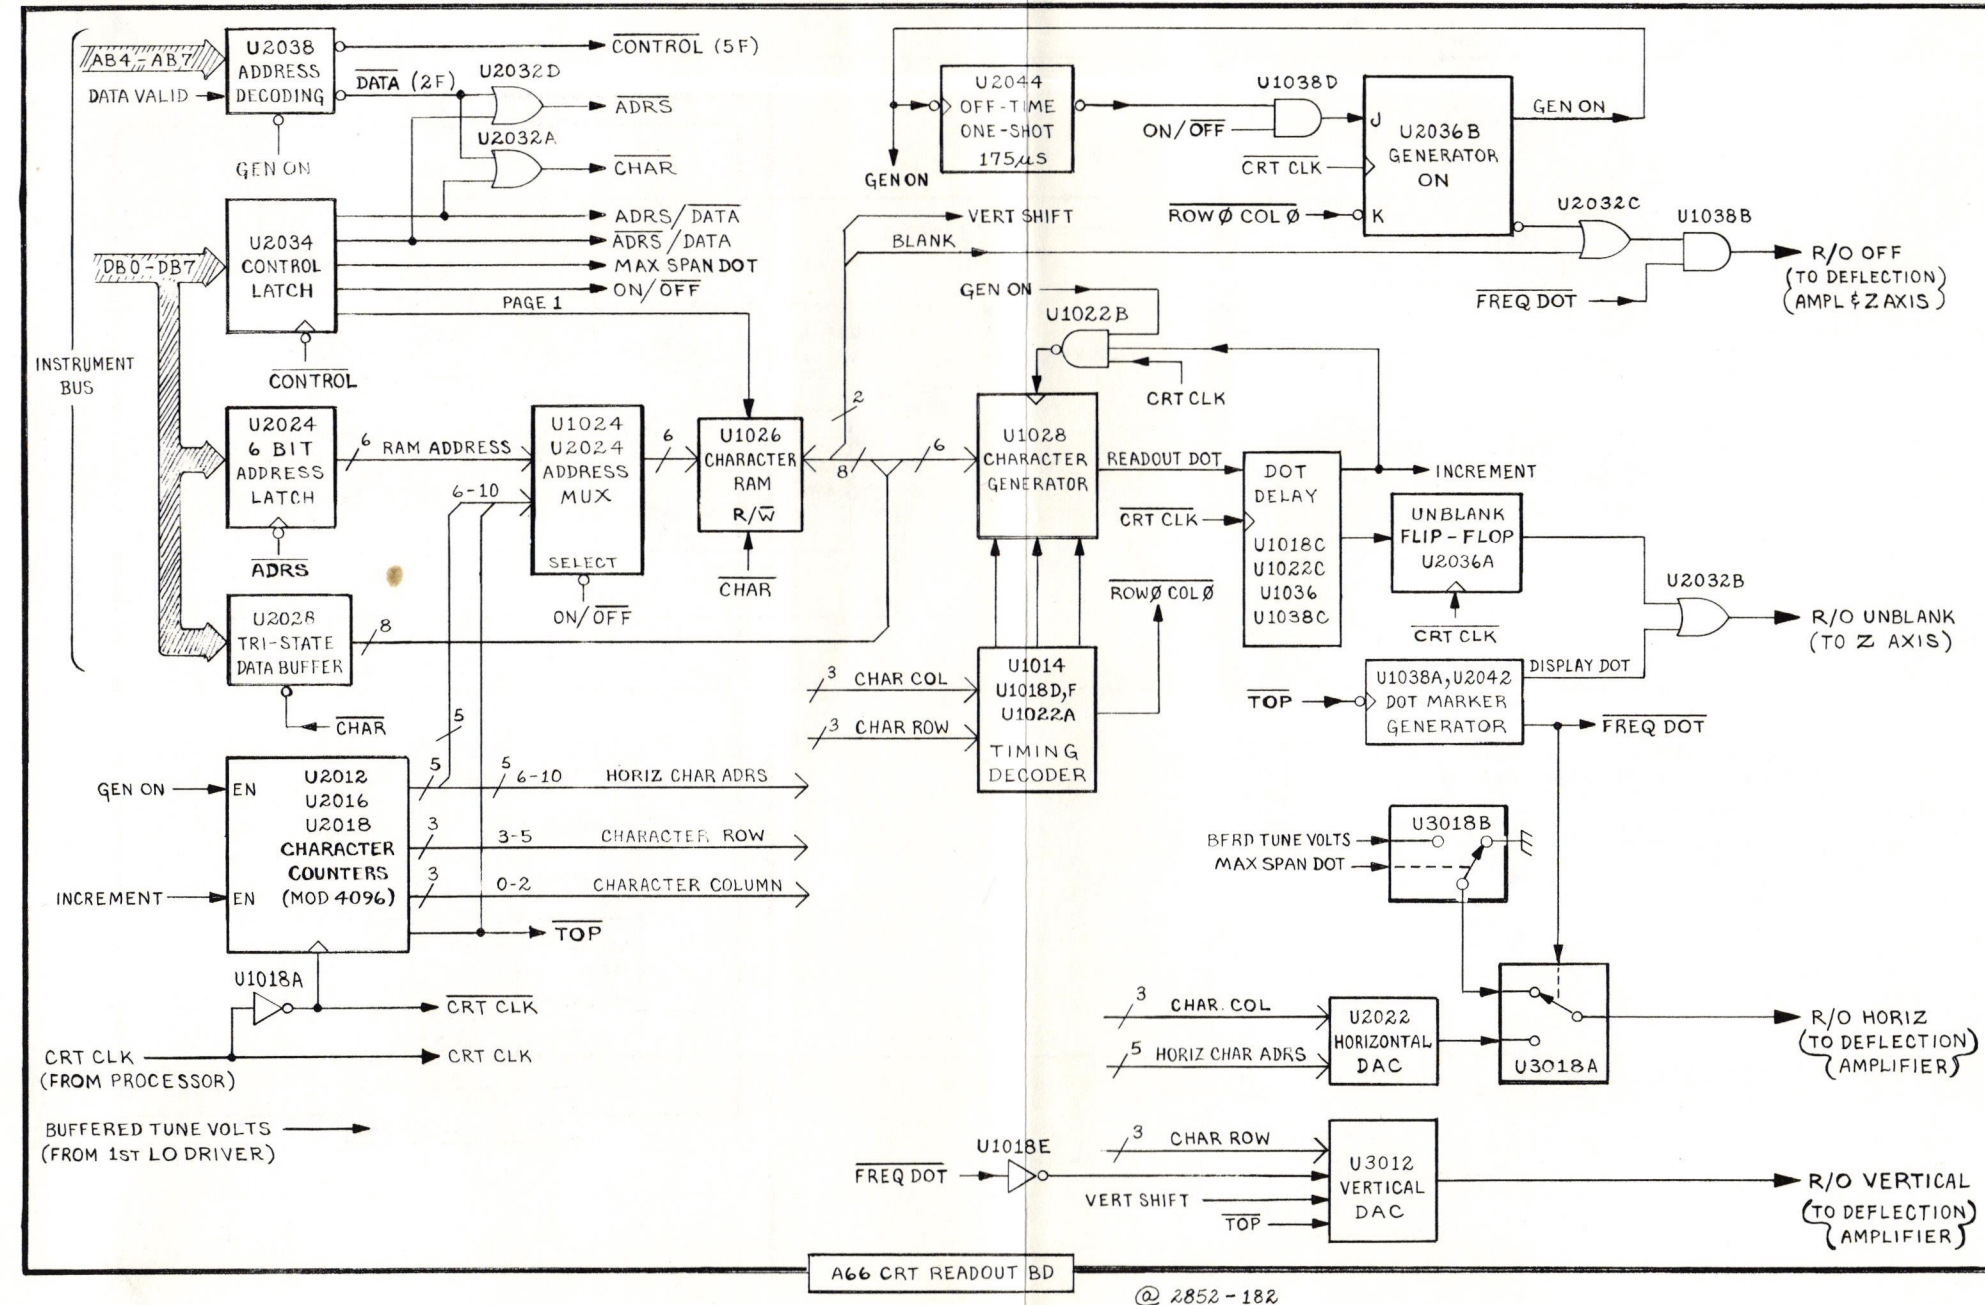 AB4-AB7
DATA VALID
U2038
ADDRESS
DECODING
GEN ON
CONTROL (5F)
DATA (2F)
U2032D
ADRS
U2032A
CHAR
DB0-DB7
U2034
CONTROL
LATCH
CONTROL
ADRS/DATA
ADRS/DATA
MAX SPAN DOT
ON/OFF
PAGE 1
INSTRUMENT
BUS
U2024
6 BIT
ADDRESS
LATCH
ADRS
6
RAM ADDRESS
6-10
U1024
U2024
ADDRESS
MUX
SELECT
ON/OFF
6
U1026
CHARACTER
RAM
R/W
CHAR
U2028
TRI-STATE
DATA BUFFER
8
CHAR
5
GEN ON
EN
INCREMENT
EN
U2012
U2016
U2018
CHARACTER
COUNTERS
(MOD 4096)
5
5
6-10
HORIZ CHAR ADRS
3
3-5
CHARACTER ROW
3
0-2
CHARACTER COLUMN
TOP
U1018A
CRT CLK
CRT CLK
(FROM PROCESSOR)
CRT CLK
BUFFERED TUNE VOLTS
(FROM 1ST LO DRIVER)
U2044
OFF-TIME
ONE-SHOT
175µS
GEN ON
U1038D
ON/OFF
CRT CLK
ROWØ COLØ
J
K
U2036B
GENERATOR
ON
GEN ON
VERT SHIFT
BLANK
U2032C
U1038B
FREQ DOT
R/O OFF
(TO DEFLECTION)
(AMPL & Z AXIS)
GEN ON
U1022B
CRT CLK
2
8
6
U1028
CHARACTER
GENERATOR
READOUT DOT
CRT CLK
DOT
DELAY
U1018C
U1022C
U1036
U1038C
INCREMENT
UNBLANK
FLIP-FLOP
U2036A
CRT CLK
U2032B
R/O UNBLANK
(TO Z AXIS)
ROWØ COLØ
3
CHAR COL
3
CHAR ROW
U1014
U1018D,F
U1022A
TIMING
DECODER
TOP
U1038A, U2042
DOT MARKER
GENERATOR
DISPLAY DOT
FREQ DOT
BFRD TUNE VOLTS
MAX SPAN DOT
U3018B
3
CHAR. COL
5
HORIZ CHAR ADRS
U2022
HORIZONTAL
DAC
U3018A
R/O HORIZ
(TO DEFLECTION)
(AMPLIFIER)
FREQ DOT
U1018E
3
CHAR ROW
VERT SHIFT
TOP
U3012
VERTICAL
DAC
R/O VERTICAL
(TO DEFLECTION)
(AMPLIFIER)
A66 CRT READOUT BD
@ 2852-182